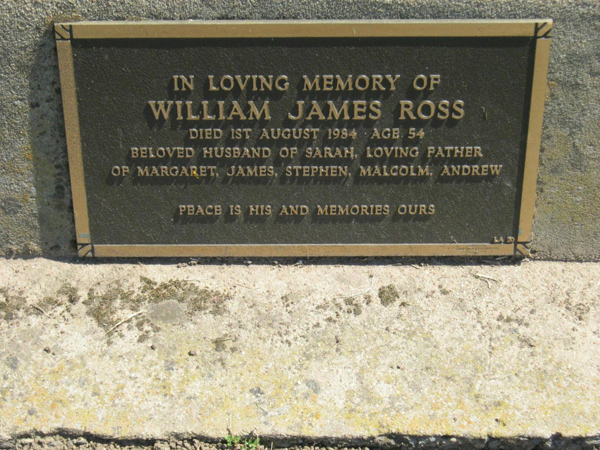 IN LOVING MEMORY OF
WILLIAM JAMES ROSS
DIED 1ST AUGUST 1984 · AGE 54
BELOVED HUSBAND OF SARAH, LOVING FATHER
OF MARGARET, JAMES, STEPHEN, MALCOLM, ANDREW
PEACE IS HIS AND MEMORIES OURS